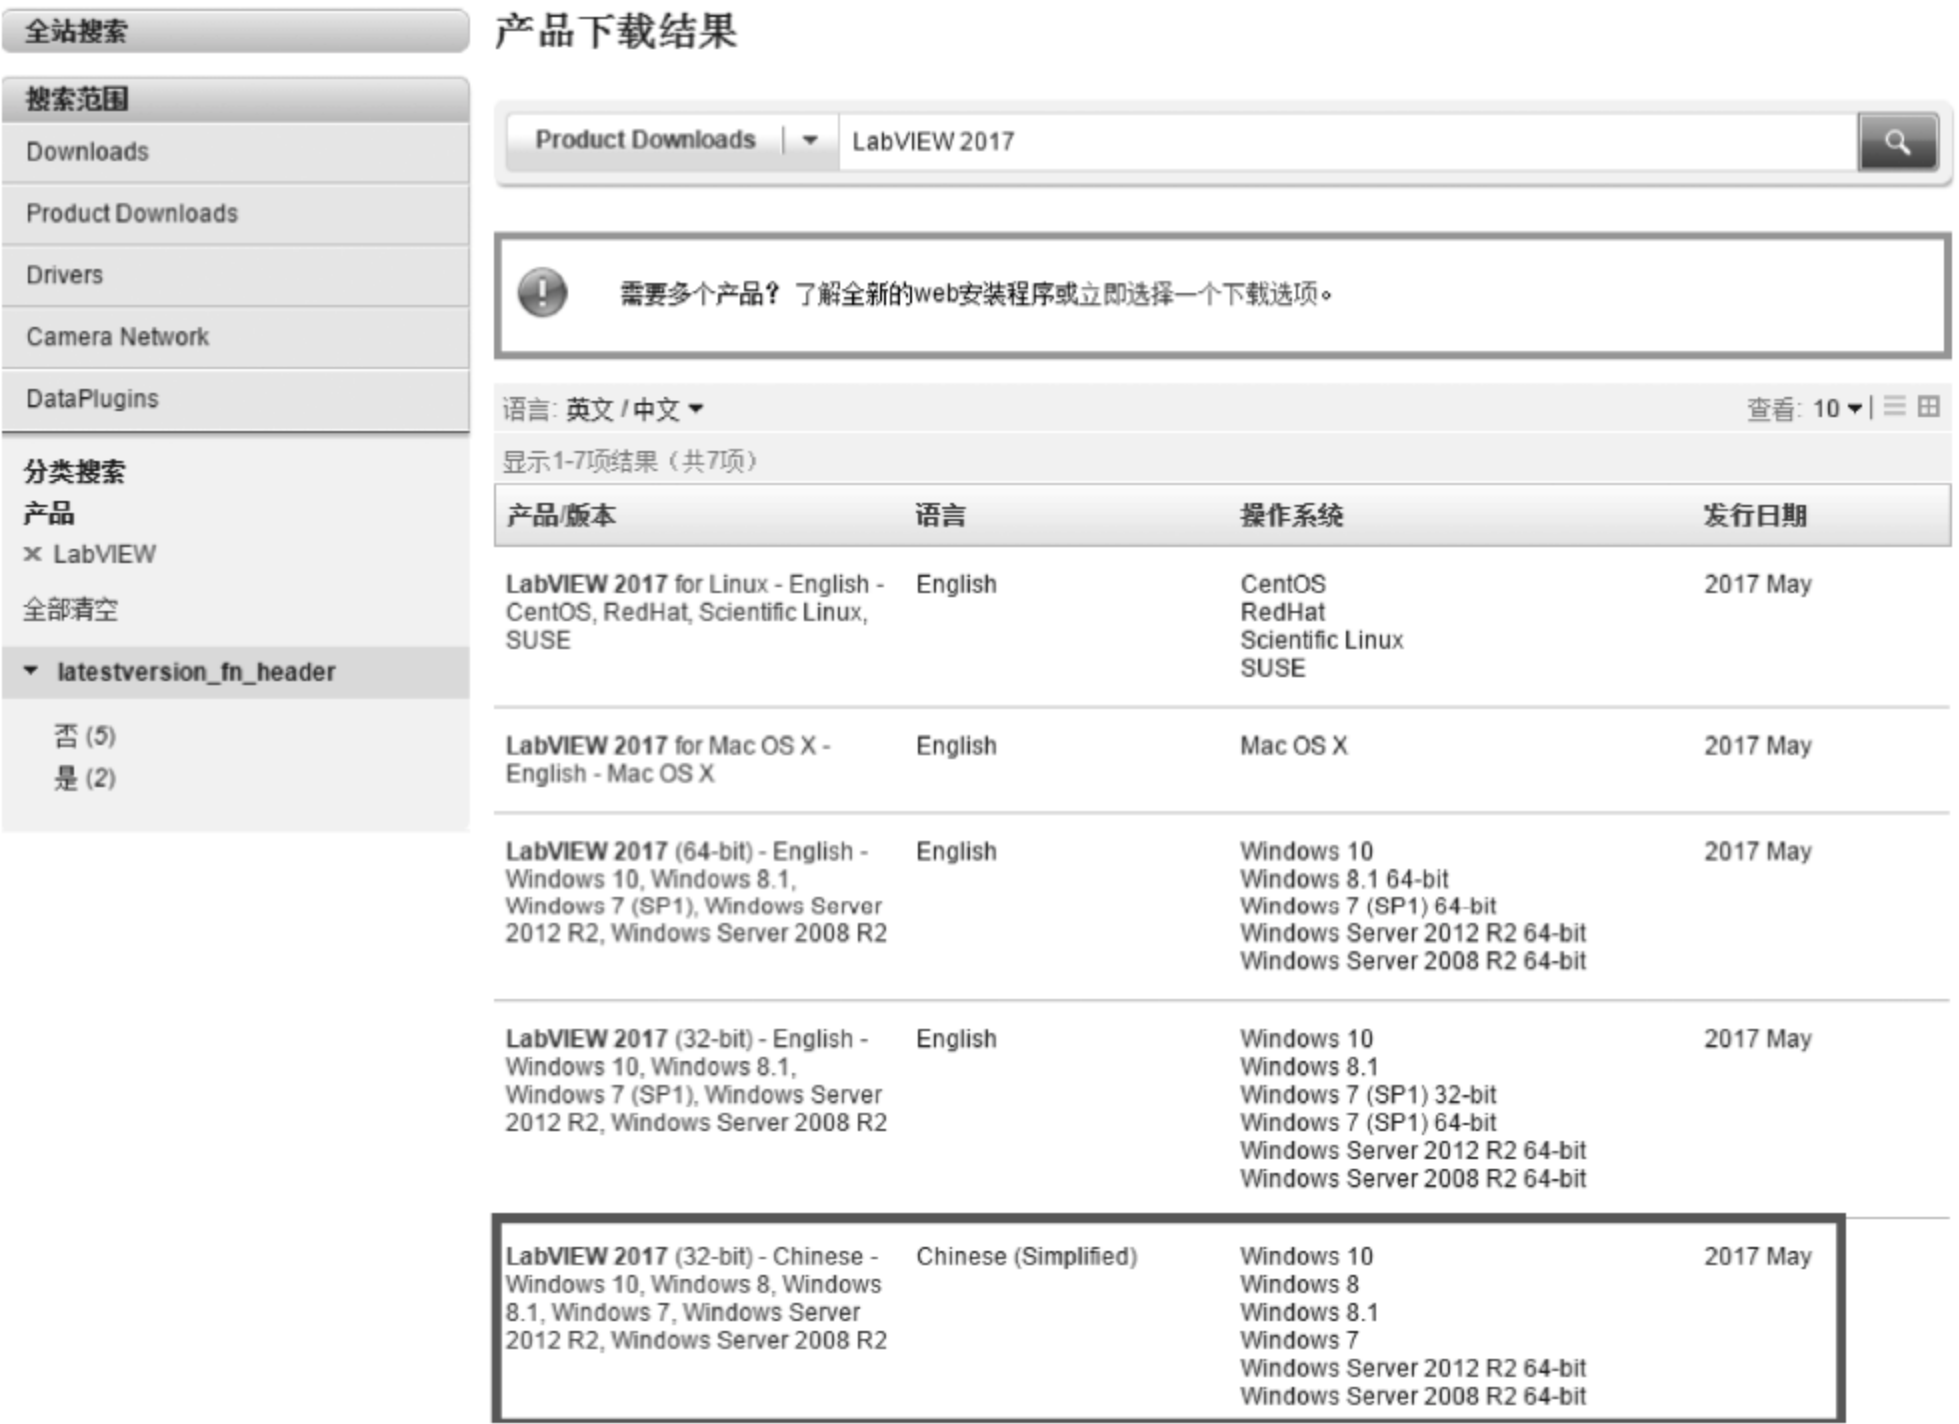 全站搜索
搜索范围
Downloads
Product Downloads
Drivers
Camera Network
DataPlugins
分类搜索
产品
× LabVIEW
全部清空
latestversion_fn_header
否 (5)
是 (2)
产品下载结果
Product Downloads LabVIEW 2017
需要多个产品？ 了解全新的web安装程序或立即选择一个下载选项。
语言: 英文 / 中文 查看: 10
显示1-7项结果（共7项）
产品/版本 语言 操作系统 发行日期
LabVIEW 2017 for Linux - English - English CentOS 2017 May
CentOS, RedHat, Scientific Linux, RedHat
SUSE Scientific Linux
SUSE
LabVIEW 2017 for Mac OS X - English Mac OS X 2017 May
English - Mac OS X
LabVIEW 2017 (64-bit) - English - English Windows 10 2017 May
Windows 10, Windows 8.1, Windows 8.1 64-bit
Windows 7 (SP1), Windows Server Windows 7 (SP1) 64-bit
2012 R2, Windows Server 2008 R2 Windows Server 2012 R2 64-bit
Windows Server 2008 R2 64-bit
LabVIEW 2017 (32-bit) - English - English Windows 10 2017 May
Windows 10, Windows 8.1, Windows 8.1
Windows 7 (SP1), Windows Server Windows 7 (SP1) 32-bit
2012 R2, Windows Server 2008 R2 Windows 7 (SP1) 64-bit
Windows Server 2012 R2 64-bit
Windows Server 2008 R2 64-bit
LabVIEW 2017 (32-bit) - Chinese - Chinese (Simplified) Windows 10 2017 May
Windows 10, Windows 8, Windows Windows 8
8.1, Windows 7, Windows Server Windows 8.1
2012 R2, Windows Server 2008 R2 Windows 7
Windows Server 2012 R2 64-bit
Windows Server 2008 R2 64-bit